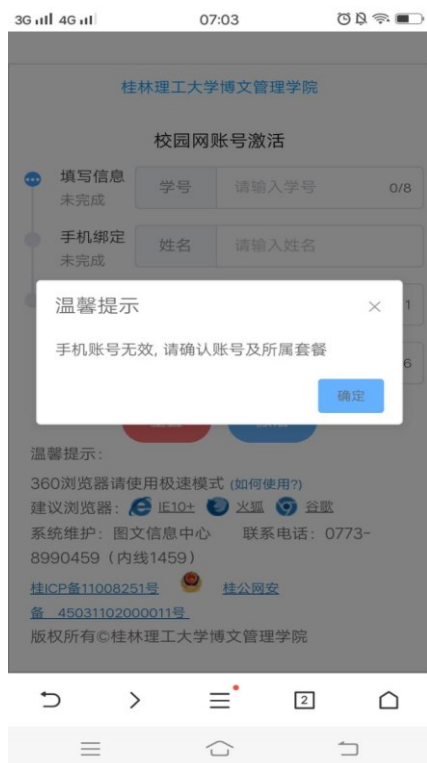 3G 4G 07:03
桂林理工大学博文管理学院
校园网账号激活
填写信息 学号 请输入学号 0/8
未完成
手机绑定 姓名 请输入姓名
未完成
温馨提示
手机账号无效, 请确认账号及所属套餐
确定
温馨提示:
360浏览器请使用极速模式 (如何使用?)
建议浏览器: IE10+ 火狐 谷歌
系统维护: 图文信息中心 联系电话: 0773-
8990459 (内线1459)
桂ICP备11008251号 桂公网安
备 45031102000011号
版权所有©桂林理工大学博文管理学院
2